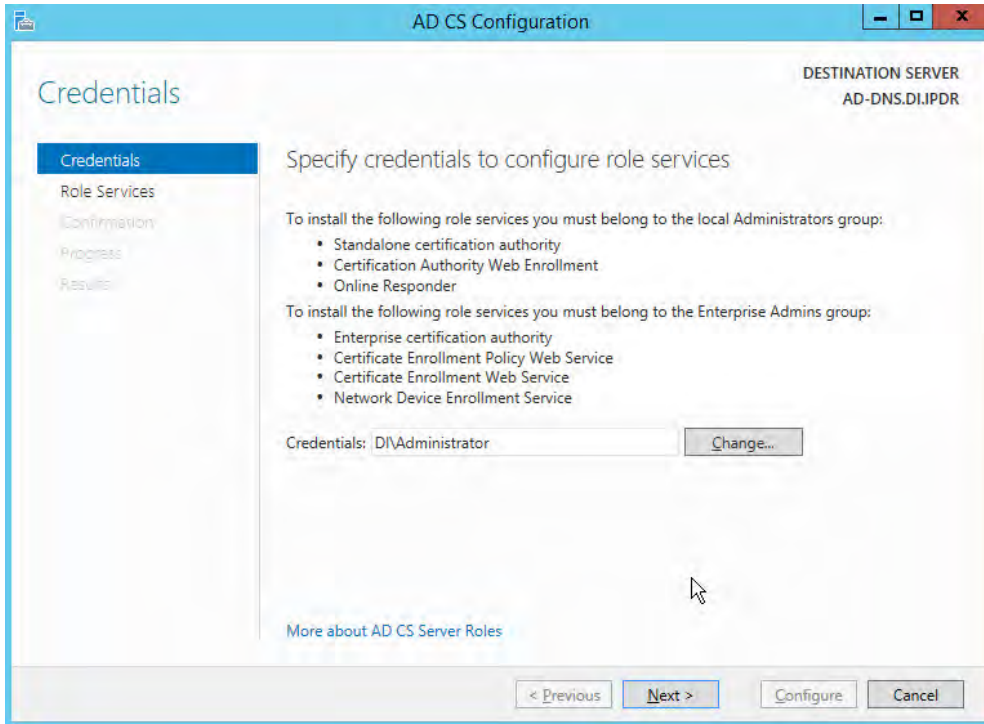 AD CS Configuration
Credentials
DESTINATION SERVER
AD-DNS.DI.IPDR
Credentials
Role Services
Confirmation
Progress
Results
Specify credentials to configure role services
To install the following role services you must belong to the local Administrators group:
• Standalone certification authority
• Certification Authority Web Enrollment
• Online Responder
To install the following role services you must belong to the Enterprise Admins group:
• Enterprise certification authority
• Certificate Enrollment Policy Web Service
• Certificate Enrollment Web Service
• Network Device Enrollment Service
Credentials: DI\Administrator Change...
More about AD CS Server Roles
< Previous Next > Configure Cancel